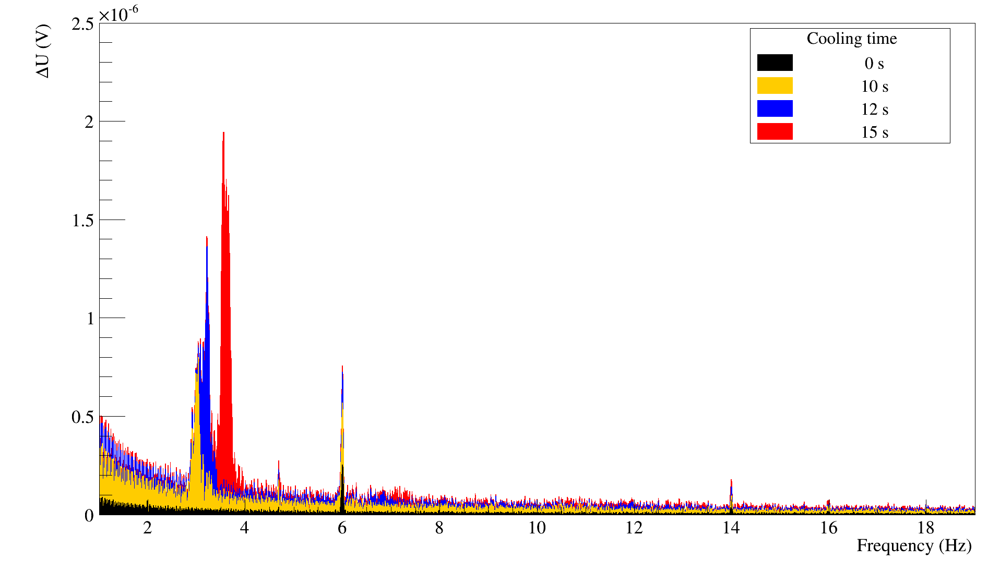 ×10-6
ΔU (V)
2.5
2
1.5
1
0.5
0
Cooling time
0 s
10 s
12 s
15 s
2 4 6 8 10 12 14 16 18
Frequency (Hz)